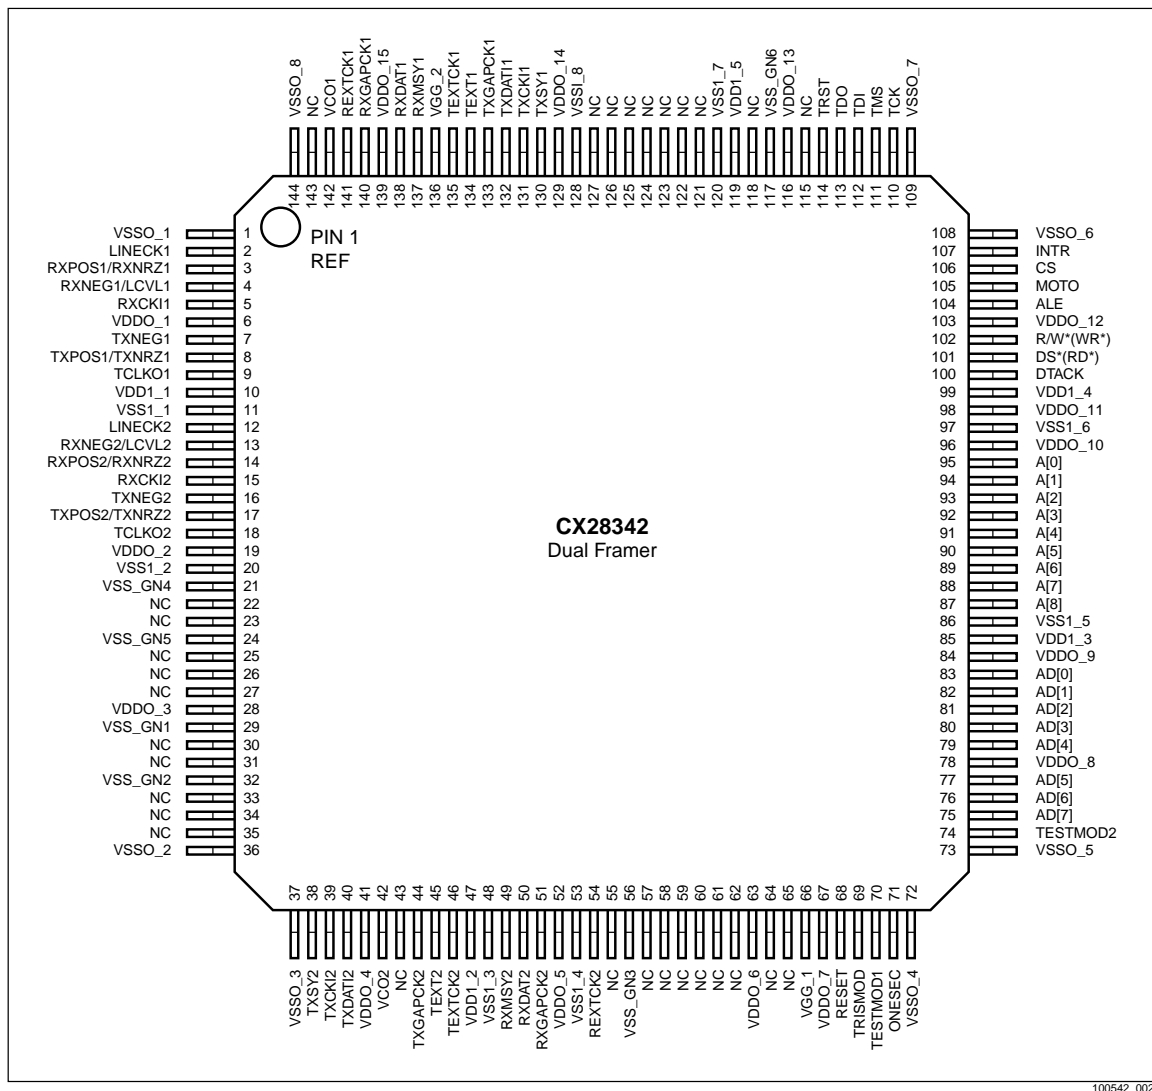 VSSO_8
NC
VCO1
REXTCK1
RXGAPCK1
VDDO_15
RXDAT1
RXMSY1
VGG_2
TEXTCK1
TEXT1
TXGAPCK1
TXDATI1
TXCKI1
TXSY1
VDDO_14
VSSI_8
NC
NC
NC
NC
NC
NC
NC
VSS1_7
VDD1_5
NC
VSS_GN6
VDDO_13
NC
TRST
TDO
TDI
TMS
TCK
VSSO_7
144
143
142
141
140
139
138
137
136
135
134
133
132
131
130
129
128
127
126
125
124
123
122
121
120
119
118
117
116
115
114
113
112
111
110
109
PIN 1
REF
VSSO_1 1
LINECK1 2
RXPOS1/RXNRZ1 3
RXNEG1/LCVL1 4
RXCKI1 5
VDDO_1 6
TXNEG1 7
TXPOS1/TXNRZ1 8
TCLKO1 9
VDD1_1 10
VSS1_1 11
LINECK2 12
RXNEG2/LCVL2 13
RXPOS2/RXNRZ2 14
RXCKI2 15
TXNEG2 16
TXPOS2/TXNRZ2 17
TCLKO2 18
VDDO_2 19
VSS1_2 20
VSS_GN4 21
NC 22
NC 23
VSS_GN5 24
NC 25
NC 26
NC 27
VDDO_3 28
VSS_GN1 29
NC 30
NC 31
VSS_GN2 32
NC 33
NC 34
NC 35
VSSO_2 36
CX28342
Dual Framer
108 VSSO_6
107 INTR
106 CS
105 MOTO
104 ALE
103 VDDO_12
102 R/W*(WR*)
101 DS*(RD*)
100 DTACK
99 VDD1_4
98 VDDO_11
97 VSS1_6
96 VDDO_10
95 A[0]
94 A[1]
93 A[2]
92 A[3]
91 A[4]
90 A[5]
89 A[6]
88 A[7]
87 A[8]
86 VSS1_5
85 VDD1_3
84 VDDO_9
83 AD[0]
82 AD[1]
81 AD[2]
80 AD[3]
79 AD[4]
78 VDDO_8
77 AD[5]
76 AD[6]
75 AD[7]
74 TESTMOD2
73 VSSO_5
37
38
39
40
41
42
43
44
45
46
47
48
49
50
51
52
53
54
55
56
57
58
59
60
61
62
63
64
65
66
67
68
69
70
71
72
VSSO_3
TXSY2
TXCKI2
TXDATI2
VDDO_4
VCO2
NC
TXGAPCK2
TEXT2
TEXTCK2
VDD1_2
VSS1_3
RXMSY2
RXDAT2
RXGAPCK2
VDDO_5
VSS1_4
REXTCK2
NC
VSS_GN3
NC
NC
NC
NC
NC
NC
VDDO_6
NC
NC
VGG_1
VDDO_7
RESET
TRISMOD
TESTMOD1
ONESEC
VSSO_4
100542_002